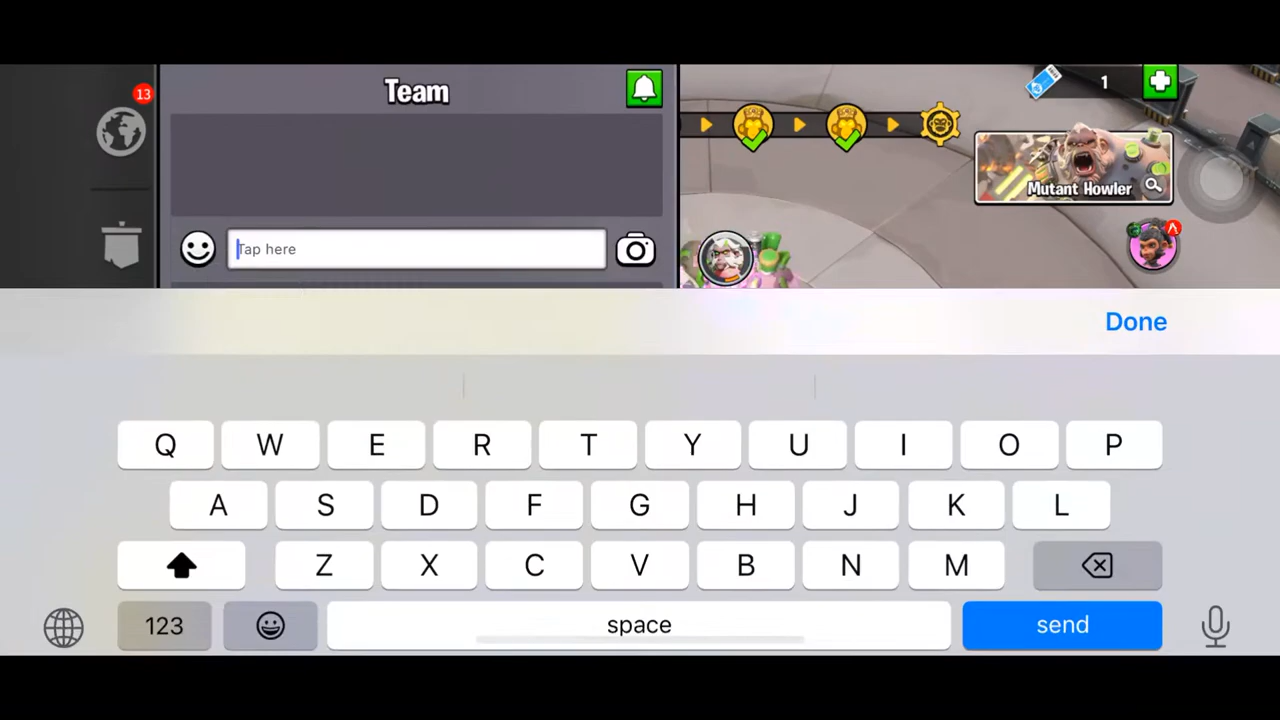 13
Team
1
Mutant Howler
Tap here
Done
Q W E R T Y U I O P
A S D F G H J K L
Z X C V B N M
123
space
send